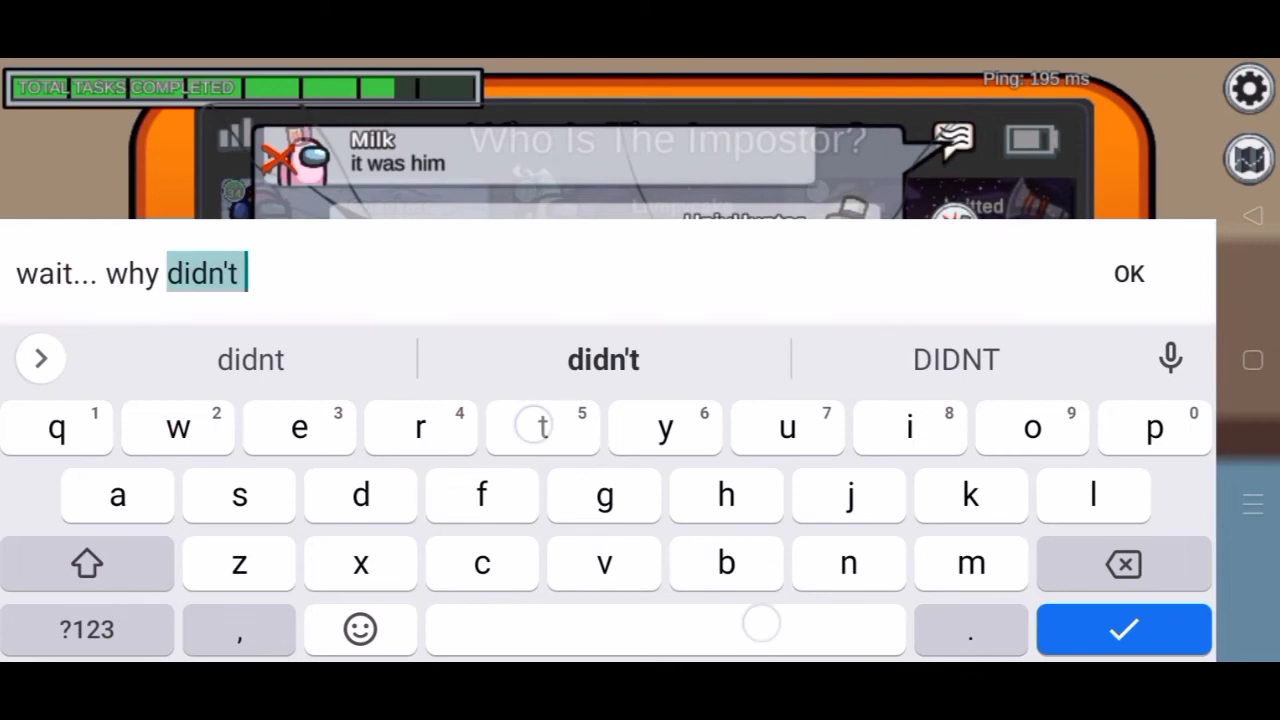 TOTAL TASKS COMPLETED
Ping: 195 ms
Who Is The Impostor?
Milk
it was him
wait... why didn't
OK
didnt
didn't
DIDNT
q 1 w 2 e 3 r 4 t 5 y 6 u 7 i 8 o 9 p 0
a s d f g h j k l
z x c v b n m
?123 , .